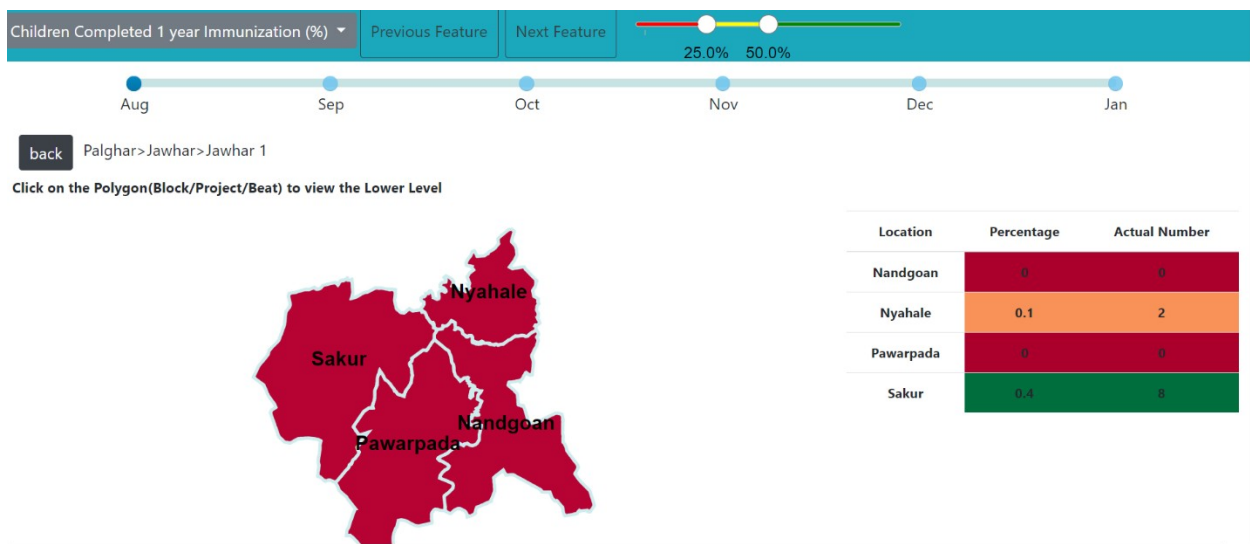 Children Completed 1 year Immunization (%)
Previous Feature
Next Feature
25.0% 50.0%
Aug Sep Oct Nov Dec Jan
back Palghar>Jawhar>Jawhar 1
Click on the Polygon(Block/Project/Beat) to view the Lower Level
Nyahale
Sakur
Nandgoan
Pawarpada
Location Percentage Actual Number
Nandgoan 0 0
Nyahale 0.1 2
Pawarpada 0 0
Sakur 0.4 8